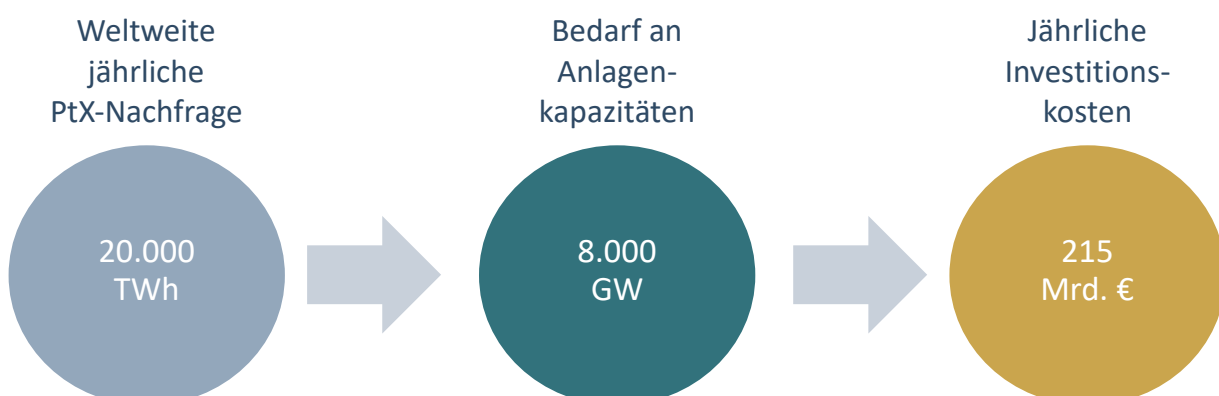 Weltweite
jährliche
PtX-Nachfrage
20.000
TWh
Bedarf an
Anlagen-
kapazitäten
8.000
GW
Jährliche
Investitions-
kosten
215
Mrd. €